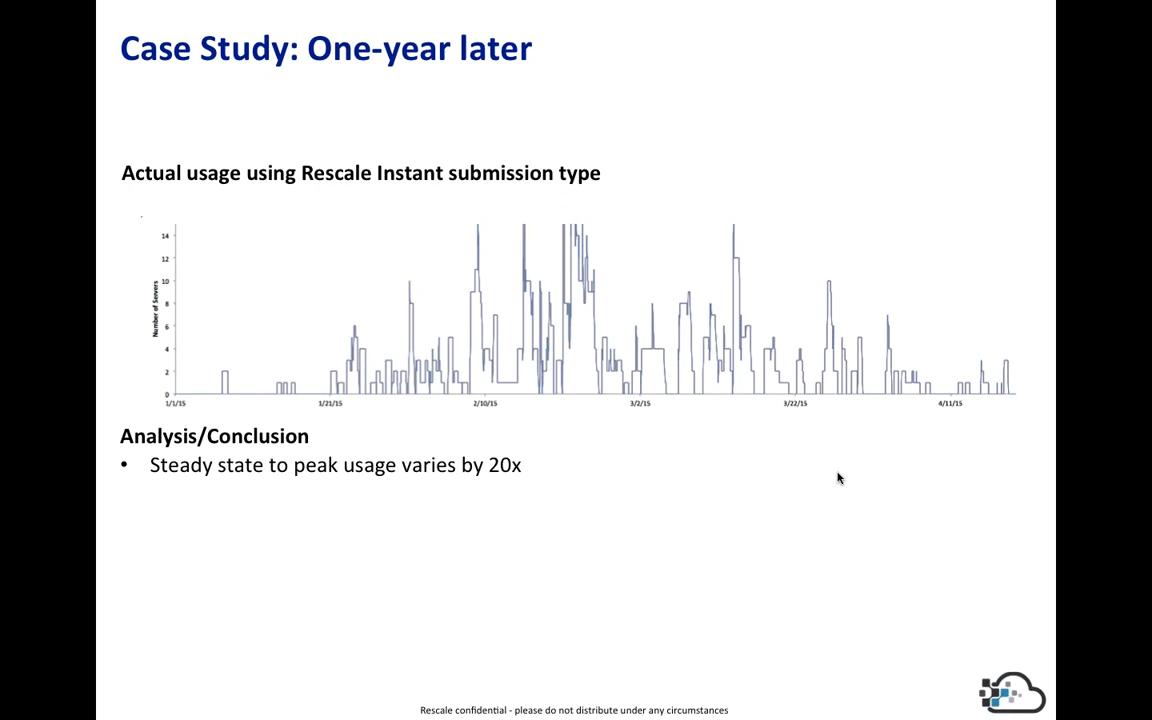 Case Study: One-year later
Actual usage using Rescale Instant submission type
Number of Servers
14
12
10
8
6
4
2
0
1/1/15 1/21/15 2/10/15 3/2/15 3/22/15 4/11/15
Analysis/Conclusion
• Steady state to peak usage varies by 20x
Rescale confidential - please do not distribute under any circumstances